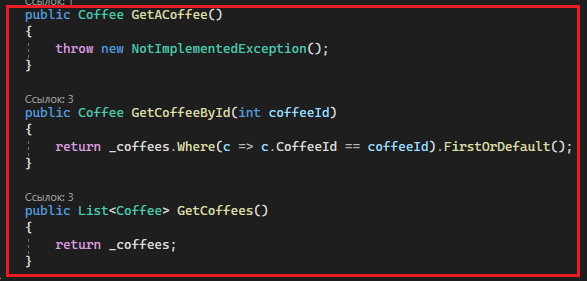 Ссылок: 1
public Coffee GetACoffee()
{
throw new NotImplementedException();
}
Ссылок: 3
public Coffee GetCoffeeById(int coffeeId)
{
return _coffees.Where(c => c.CoffeeId == coffeeId).FirstOrDefault();
}
Ссылок: 3
public List<Coffee> GetCoffees()
{
return _coffees;
}